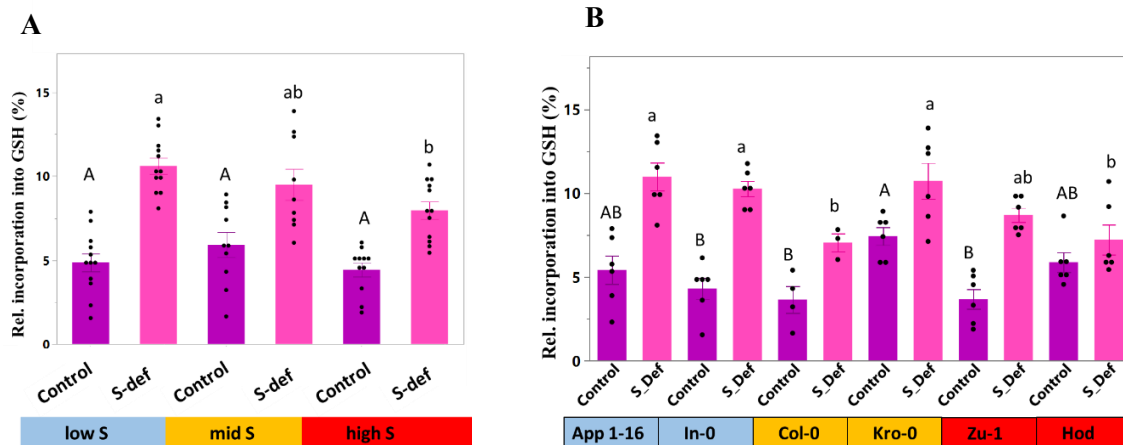 A
Rel. incorporation into GSH (%)
15
10
5
0
A
a
A
ab
A
b
Control
S-def
Control
S-def
Control
S-def
low S
mid S
high S
B
Rel. incorporation into GSH (%)
15
10
5
0
AB
a
B
a
B
b
A
a
B
ab
AB
b
Control
S_Def
Control
S_Def
Control
S_Def
Control
S_Def
Control
S_Def
Control
S_Def
App 1-16
In-0
Col-0
Kro-0
Zu-1
Hod